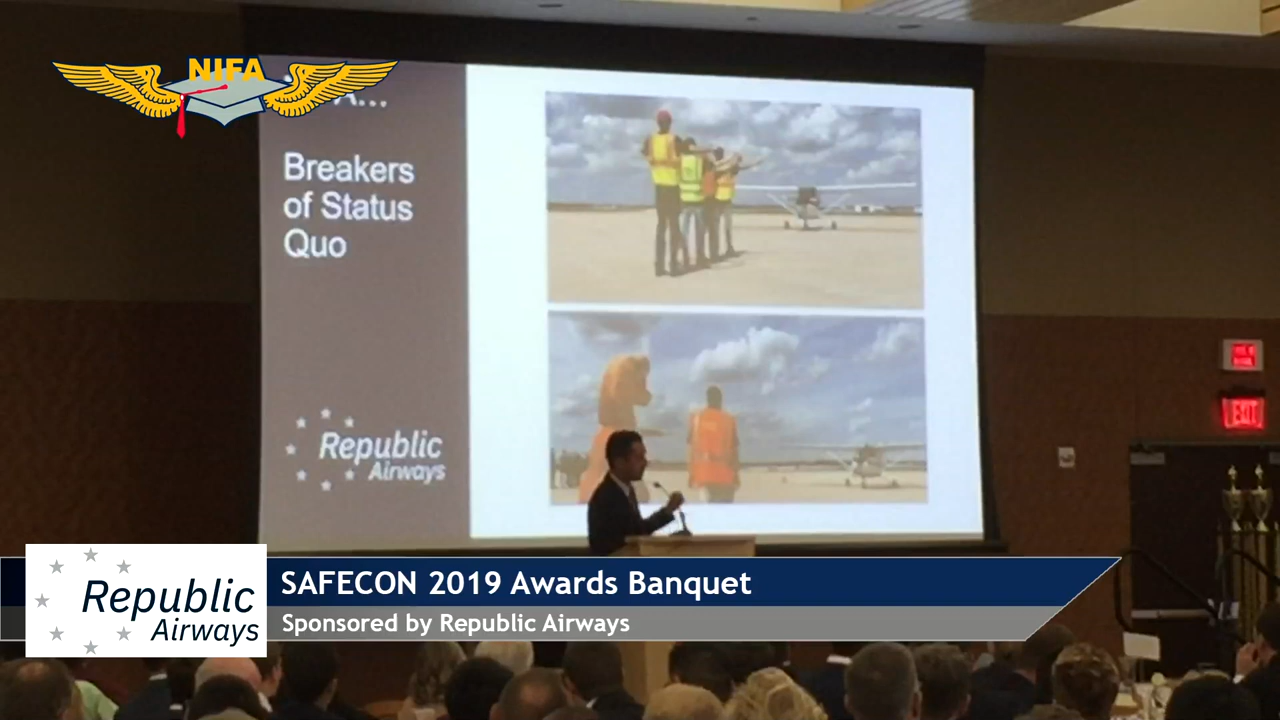 NIFA
Breakers
of Status
Quo
Republic
Airways
EXIT
SAFECON 2019 Awards Banquet
Republic
Airways
Sponsored by Republic Airways